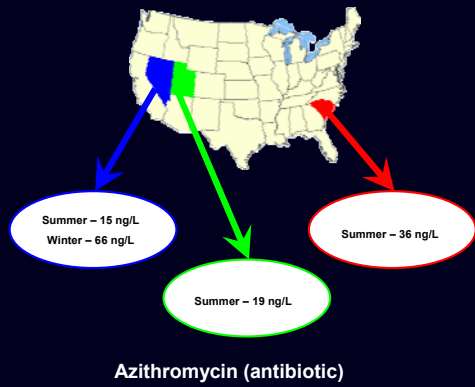 Summer – 15 ng/L
Winter – 66 ng/L
Summer – 36 ng/L
Summer – 19 ng/L
Azithromycin (antibiotic)